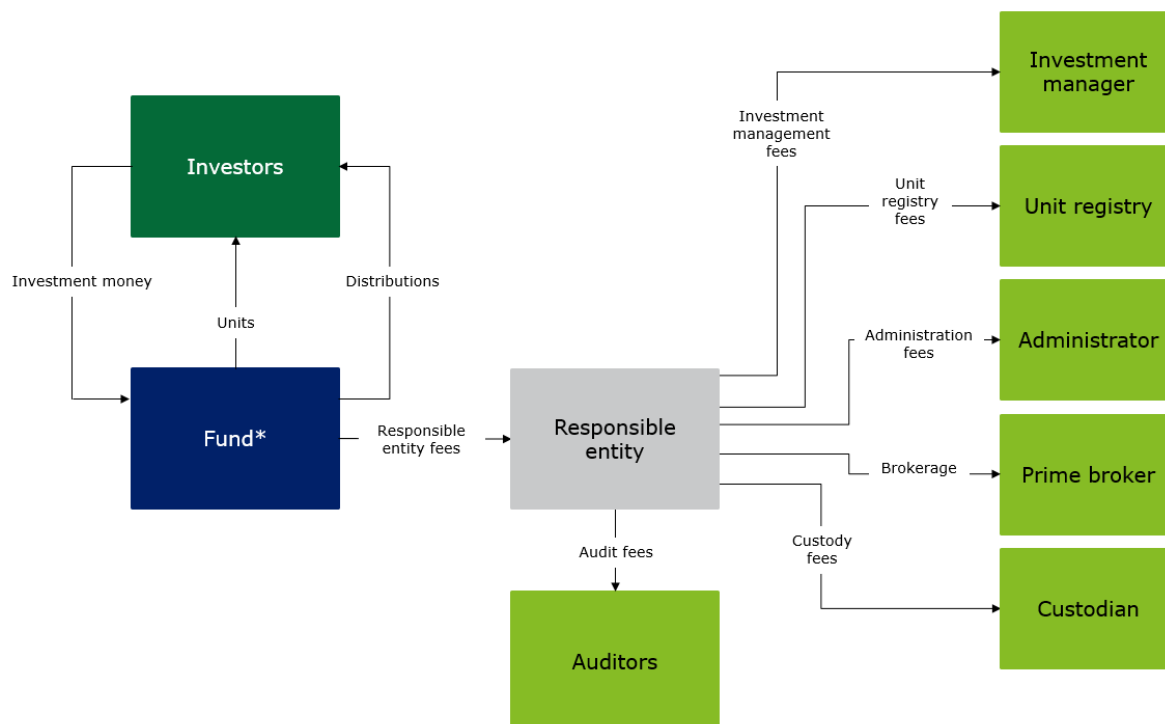 Investment
manager
Investment
management
fees
Investors
Unit
registry
fees
Unit registry
Investment money
Distributions
Units
Administration
fees
Administrator
Fund*
Responsible
entity fees
Responsible
entity
Brokerage
Prime broker
Audit fees
Custody
fees
Custodian
Auditors